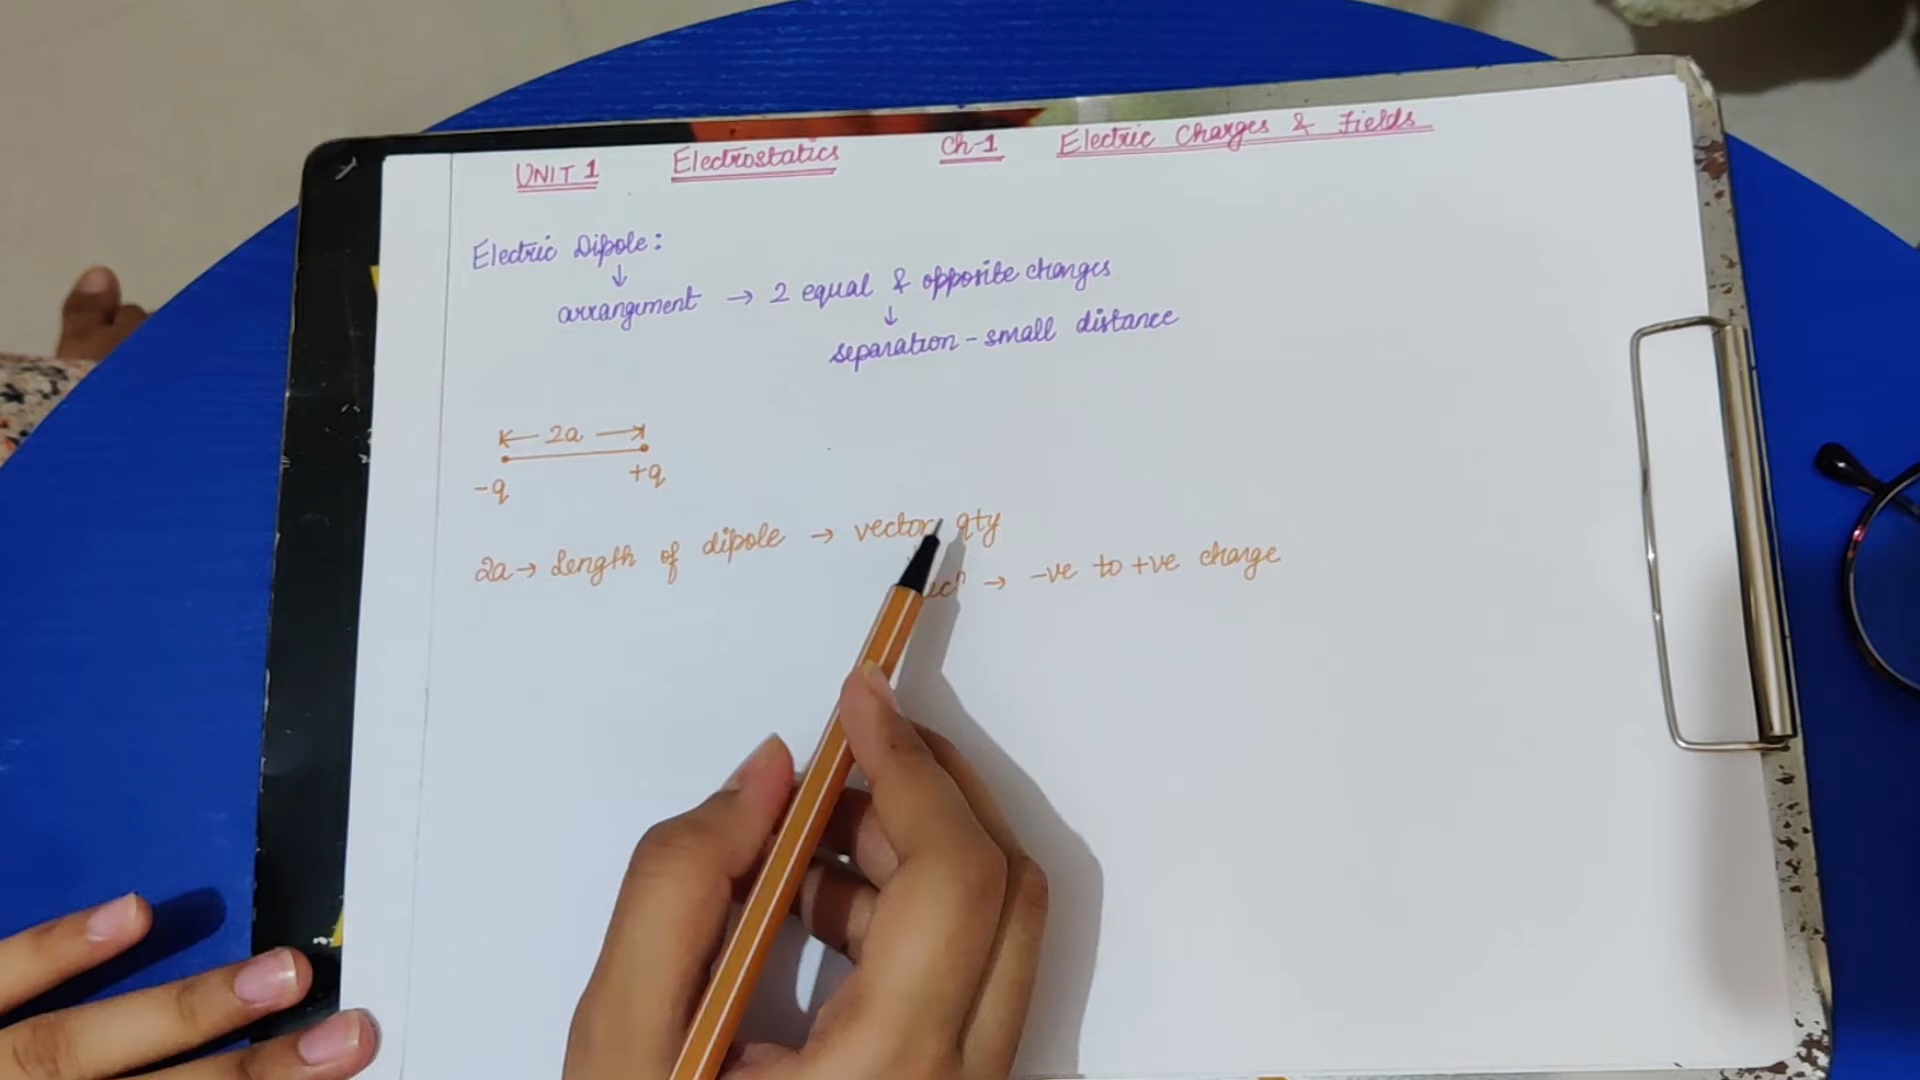 UNIT 1 Electrostatics Ch-1 Electric Charges & Fields
Electric Dipole:
↓
arrangement → 2 equal & opposite charges
↓
separation - small distance
2a
-q +q
2a → Length of dipole → vector qty
→ -ve to +ve charge